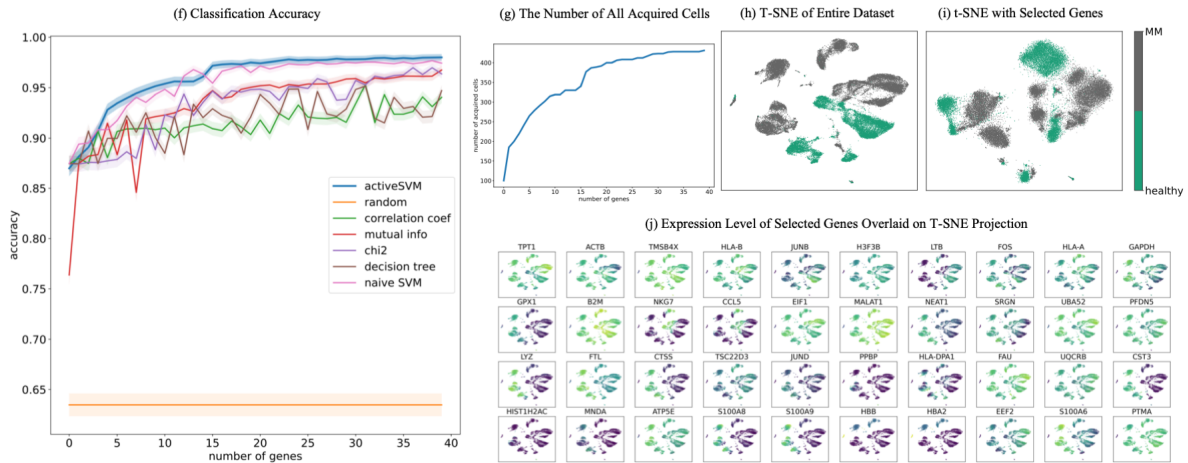 (f) Classification Accuracy
1.00
0.95
0.90
0.85
0.80
0.75
0.70
0.65
accuracy
0
5
10
15
20
25
30
35
40
number of genes
activeSVM
random
correlation coef
mutual info
chi2
decision tree
naive SVM
(g) The Number of All Acquired Cells
400
350
300
250
200
150
100
number of acquired cells
0
5
10
15
20
25
30
35
40
number of genes
(h) T-SNE of Entire Dataset
(i) t-SNE with Selected Genes
MM
healthy
(j) Expression Level of Selected Genes Overlaid on T-SNE Projection
TPT1 ACTB TMSB4X HLA-B JUNB H3F3B LTB FOS HLA-A GAPDH
GPX1 B2M NKG7 CCL5 EIF1 MALAT1 NEAT1 SRGN UBA52 PFDN5
LYZ FTL CTSS TSC22D3 JUND PPBP HLA-DPA1 FAU UQCRB CST3
HIST1H2AC MNDA ATP5E S100A8 S100A9 HBB HBA2 EEF2 S100A6 PTMA